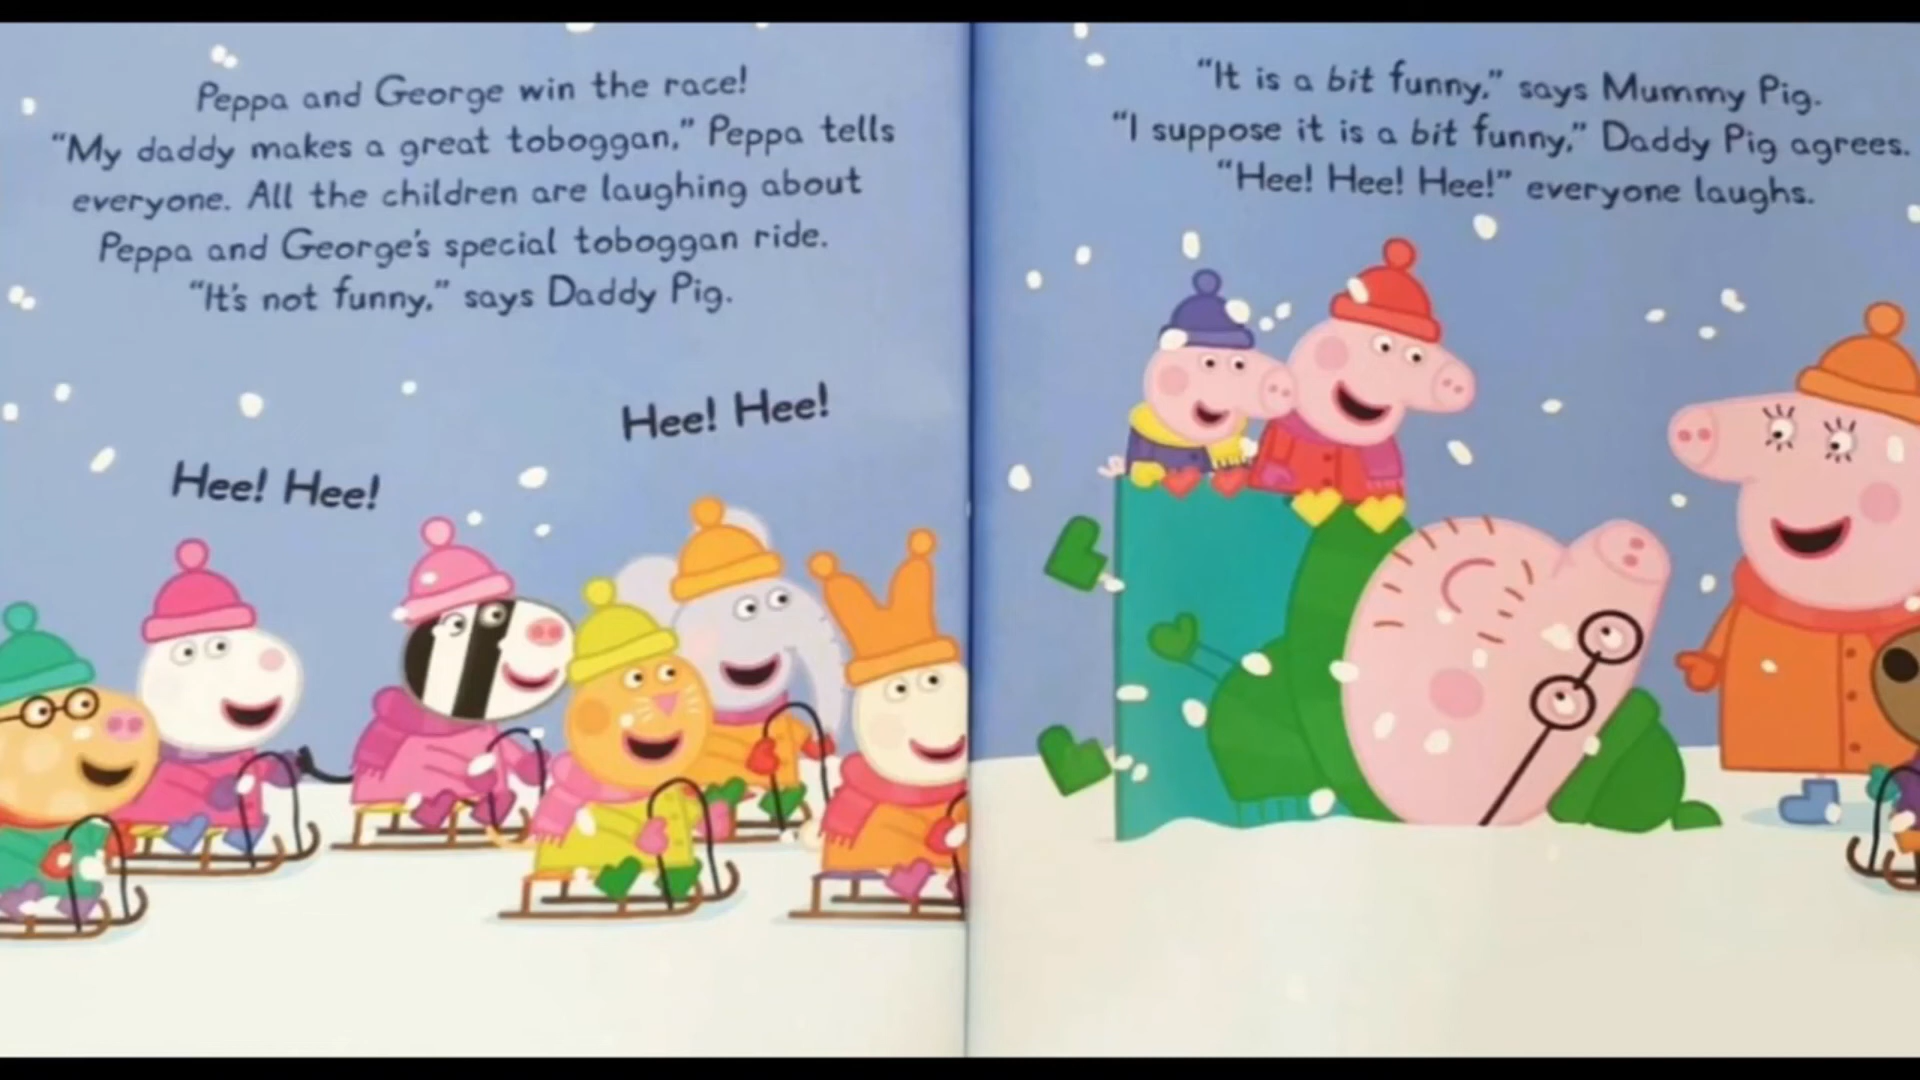 Peppa and George win the race!
“My daddy makes a great toboggan,” Peppa tells
everyone. All the children are laughing about
Peppa and George’s special toboggan ride.
“It’s not funny,” says Daddy Pig.
Hee! Hee!
Hee! Hee!
“It is a bit funny,” says Mummy Pig.
“I suppose it is a bit funny,” Daddy Pig agrees.
“Hee! Hee! Hee!” everyone laughs.